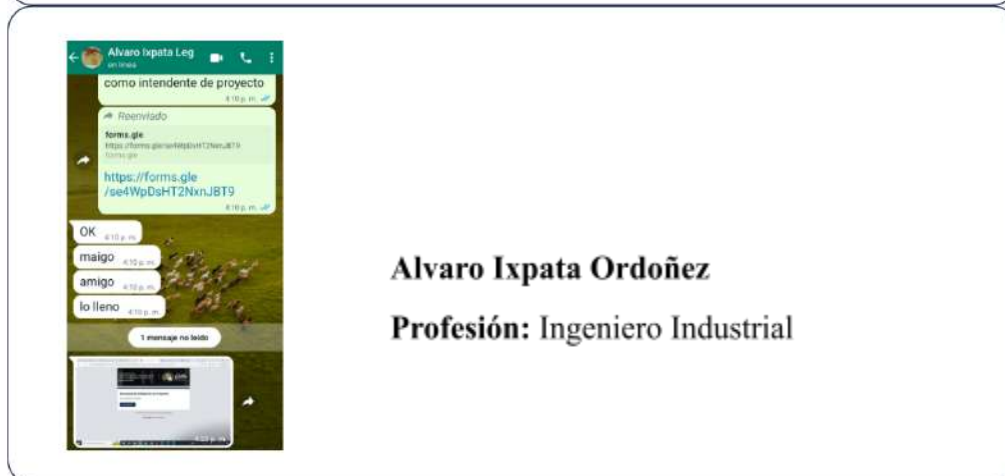 Alvaro Ixpata Leg
en línea
como intendente de proyecto
4:10 p. m.
Reenviado
forms.gle
forms.gle
https://forms.gle
/se4WpDsHT2NxnJBT9
4:10 p. m.
OK 4:10 p. m.
maigo 4:10 p. m.
amigo 4:10 p. m.
lo lleno 4:10 p. m.
1 mensaje no leído
Alvaro Ixpata Ordoñez
Profesión: Ingeniero Industrial